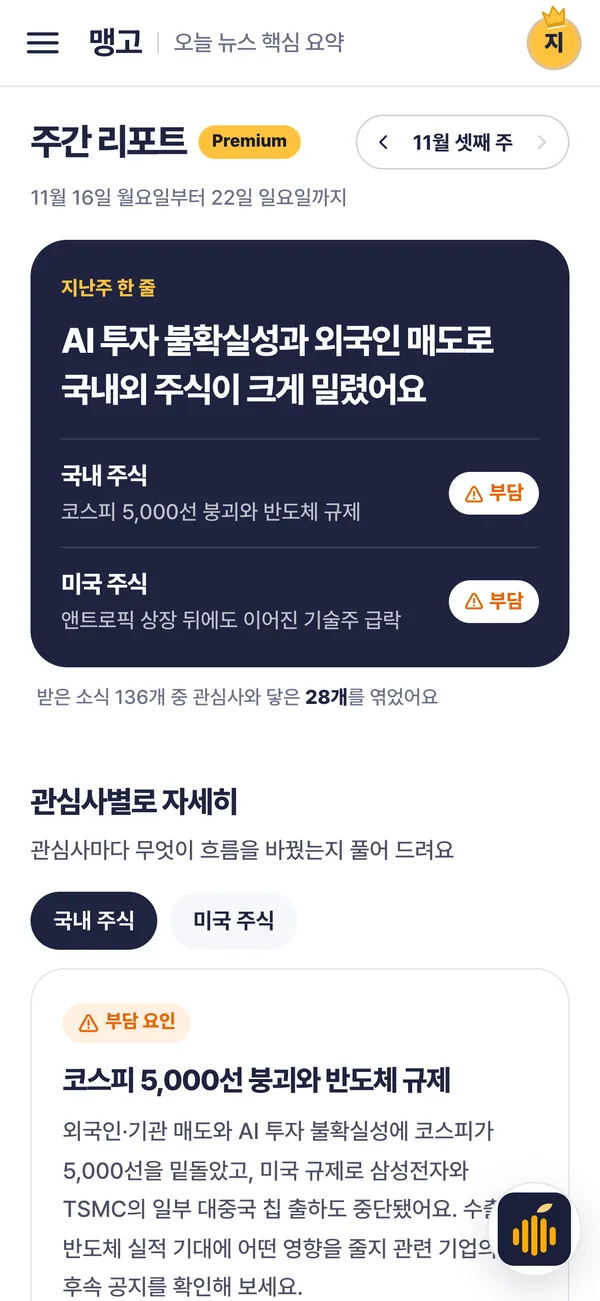 맹고 | 오늘 뉴스 핵심 요약
지
주간 리포트 Premium
11월 셋째 주
11월 16일 월요일부터 22일 일요일까지
지난주 한 줄
AI 투자 불확실성과 외국인 매도로
국내외 주식이 크게 밀렸어요
국내 주식
코스피 5,000선 붕괴와 반도체 규제
부담
미국 주식
앤트로픽 상장 뒤에도 이어진 기술주 급락
부담
받은 소식 136개 중 관심사와 닿은 28개를 엮었어요
관심사별로 자세히
관심사마다 무엇이 흐름을 바꿨는지 풀어 드려요
국내 주식
미국 주식
부담 요인
코스피 5,000선 붕괴와 반도체 규제
외국인·기관 매도와 AI 투자 불확실성에 코스피가
5,000선을 밑돌았고, 미국 규제로 삼성전자와
TSMC의 일부 대중국 칩 출하도 중단됐어요.
반도체 실적 기대에 어떤 영향을 줄지 관련
후속 공지를 확인해 보세요.